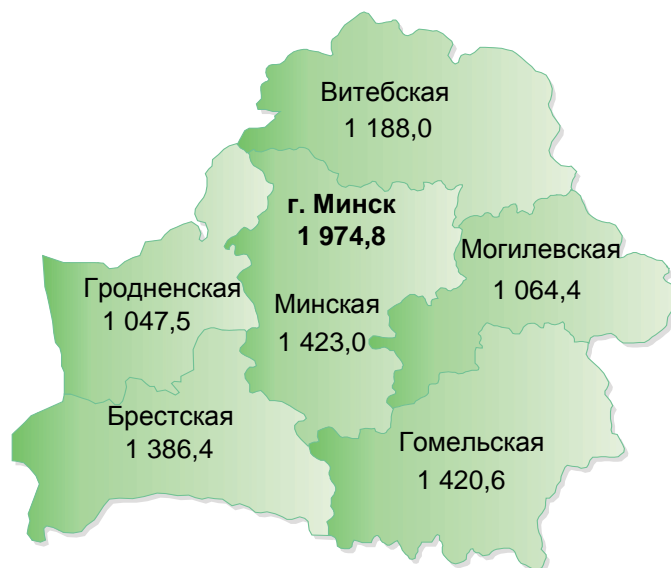 Витебская
1 188,0
г. Минск
1 974,8
Могилевская
1 064,4
Гродненская
1 047,5
Минская
1 423,0
Брестская
1 386,4
Гомельская
1 420,6